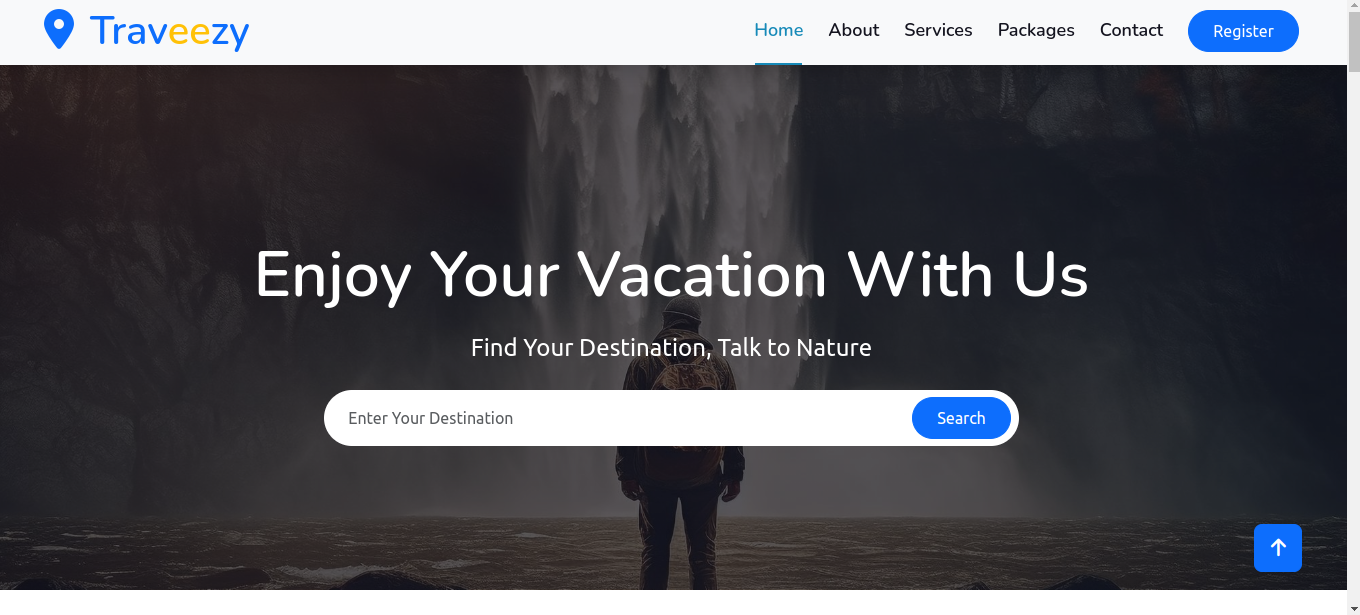 Traveezy
Home About Services Packages Contact Register
Enjoy Your Vacation With Us
Find Your Destination, Talk to Nature
Enter Your Destination Search